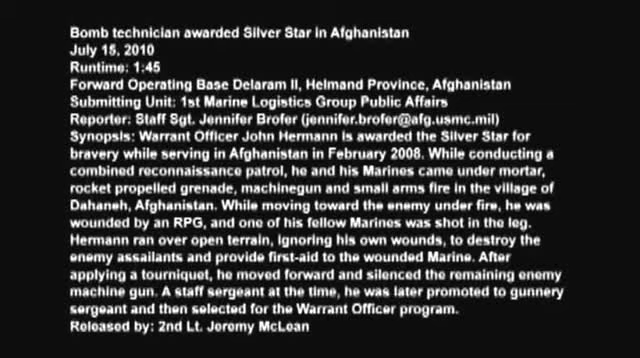 Bomb technician awarded Silver Star in Afghanistan
July 15, 2010
Runtime: 1:45
Forward Operating Base Delaram II, Helmand Province, Afghanistan
Submitting Unit: 1st Marine Logistics Group Public Affairs
Reporter: Staff Sgt. Jennifer Brofer (jennifer.brofer@afg.usmc.mil)
Synopsis: Warrant Officer John Hermann is awarded the Silver Star for
bravery while serving in Afghanistan in February 2008. While conducting a
combined reconnaissance patrol, he and his Marines came under mortar,
rocket propelled grenade, machinegun and small arms fire in the village of
Dahaneh, Afghanistan. While moving toward the enemy under fire, he was
wounded by an RPG, and one of his fellow Marines was shot in the leg.
Hermann ran over open terrain, ignoring his own wounds, to destroy the
enemy assailants and provide first-aid to the wounded Marine. After
applying a tourniquet, he moved forward and silenced the remaining enemy
machine gun. A staff sergeant at the time, he was later promoted to gunnery
sergeant and then selected for the Warrant Officer program.
Released by: 2nd Lt. Jeremy McLean